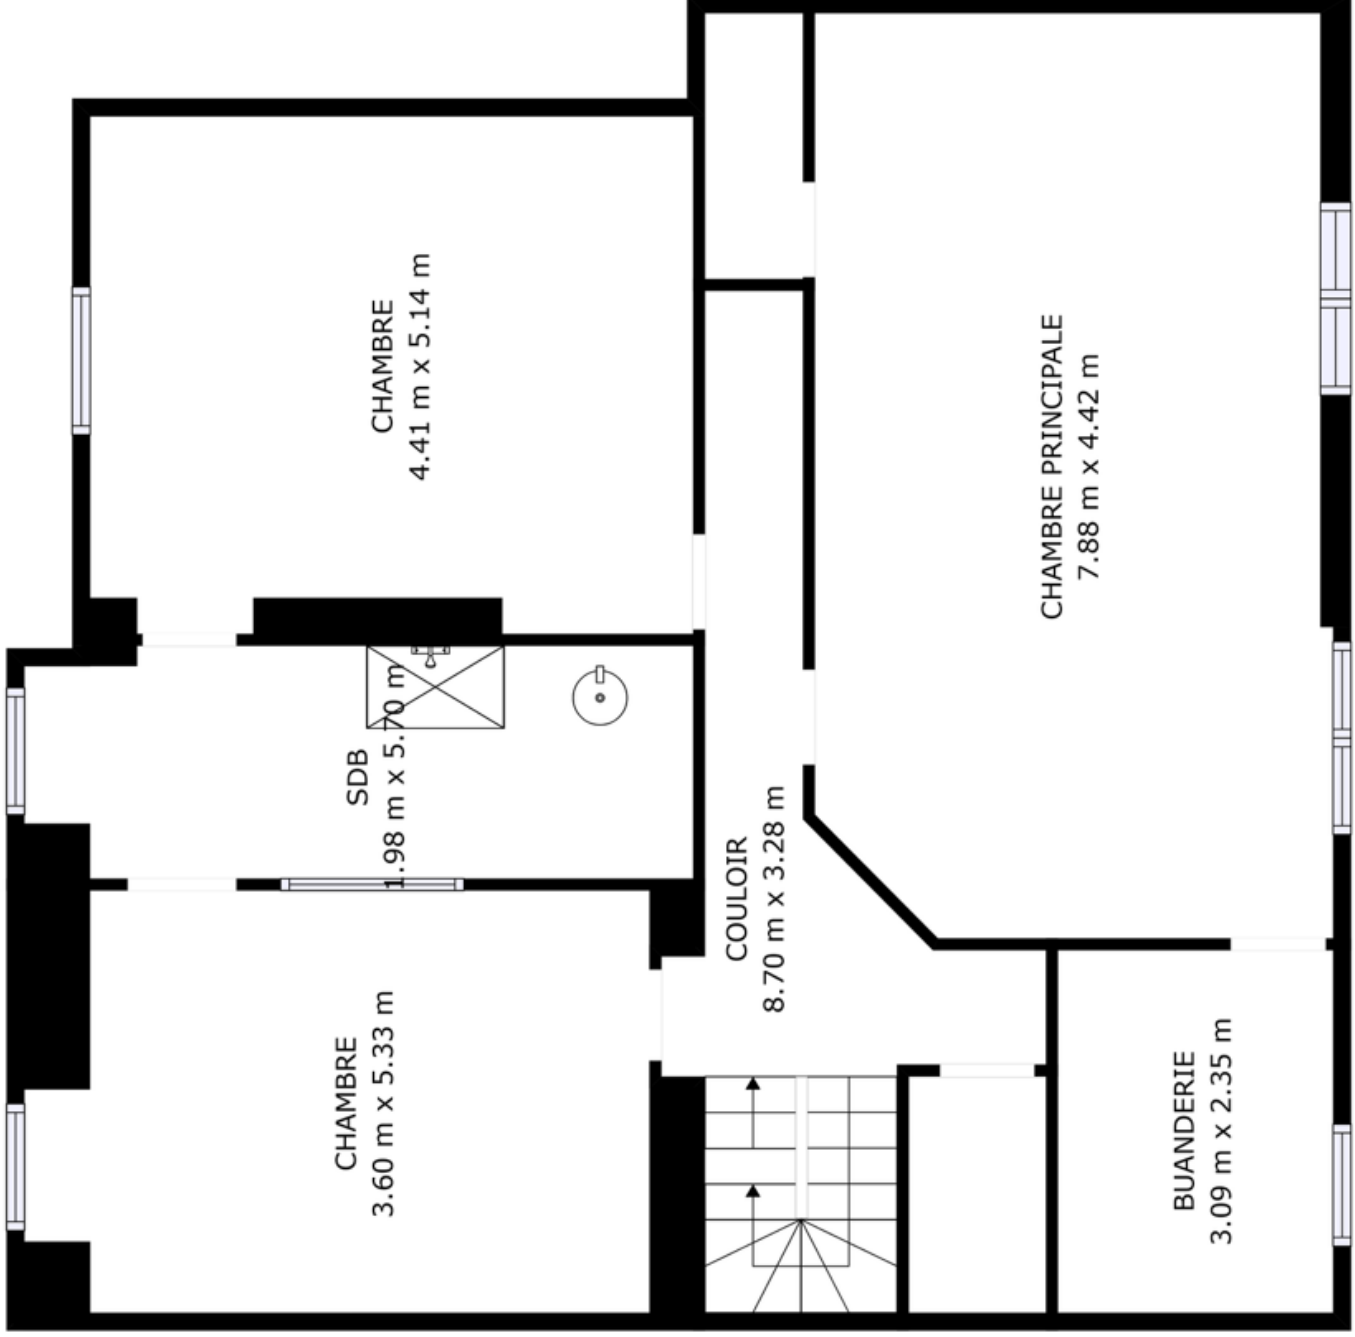 CHAMBRE
4.41 m x 5.14 m
CHAMBRE PRINCIPALE
7.88 m x 4.42 m
SDB
1.98 m x 5.70 m
COULOIR
8.70 m x 3.28 m
CHAMBRE
3.60 m x 5.33 m
BUANDERIE
3.09 m x 2.35 m